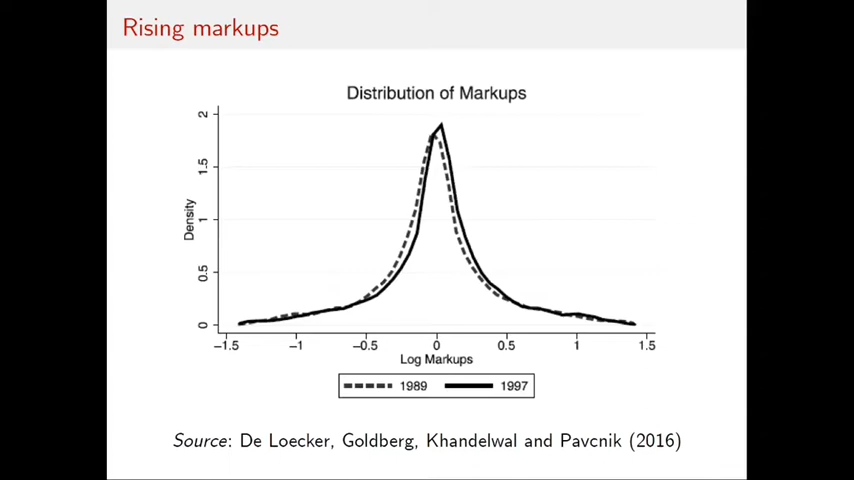 Rising markups
Distribution of Markups
2
1.5
1
0.5
0
Density
−1.5 −1 −0.5 0 0.5 1 1.5
Log Markups
1989 1997
Source: De Loecker, Goldberg, Khandelwal and Pavcnik (2016)